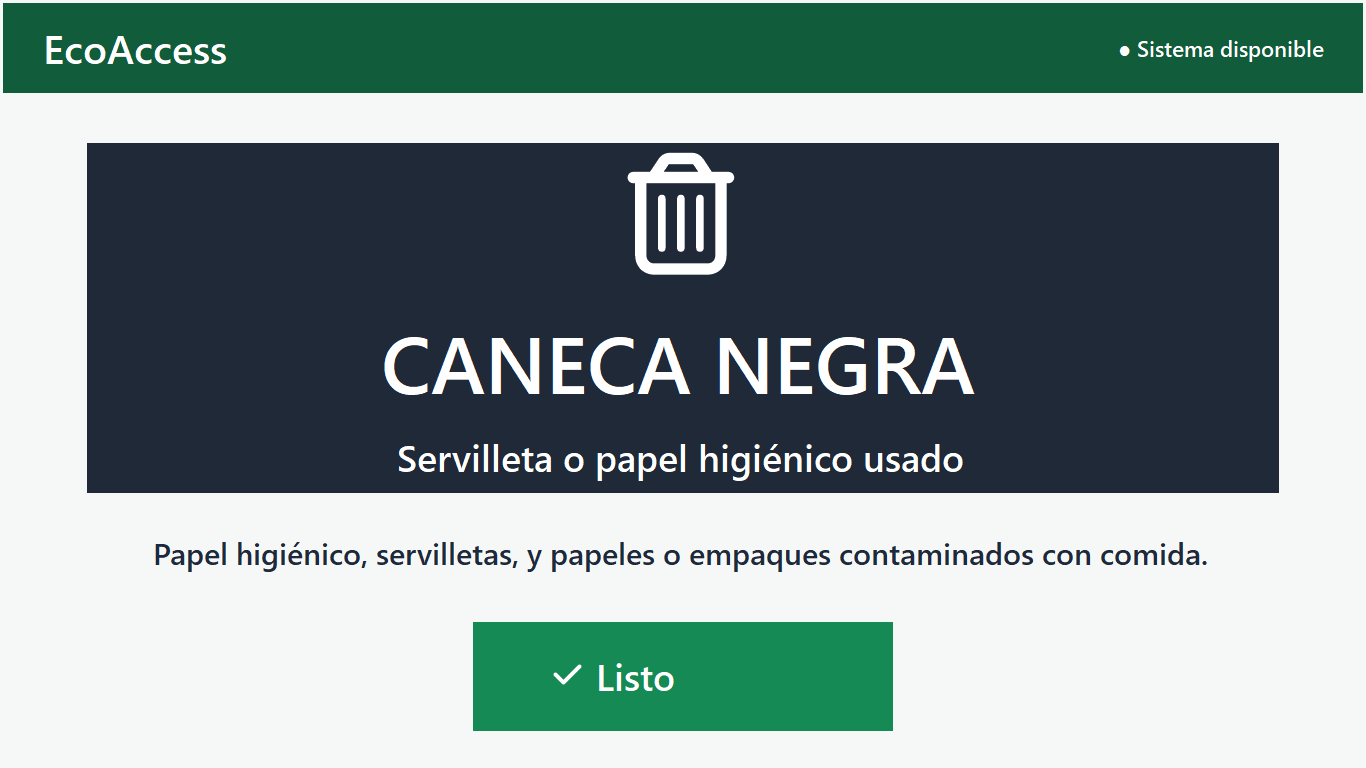 EcoAccess
● Sistema disponible
CANECA NEGRA
Servilleta o papel higiénico usado
Papel higiénico, servilletas, y papeles o empaques contaminados con comida.
✓ Listo